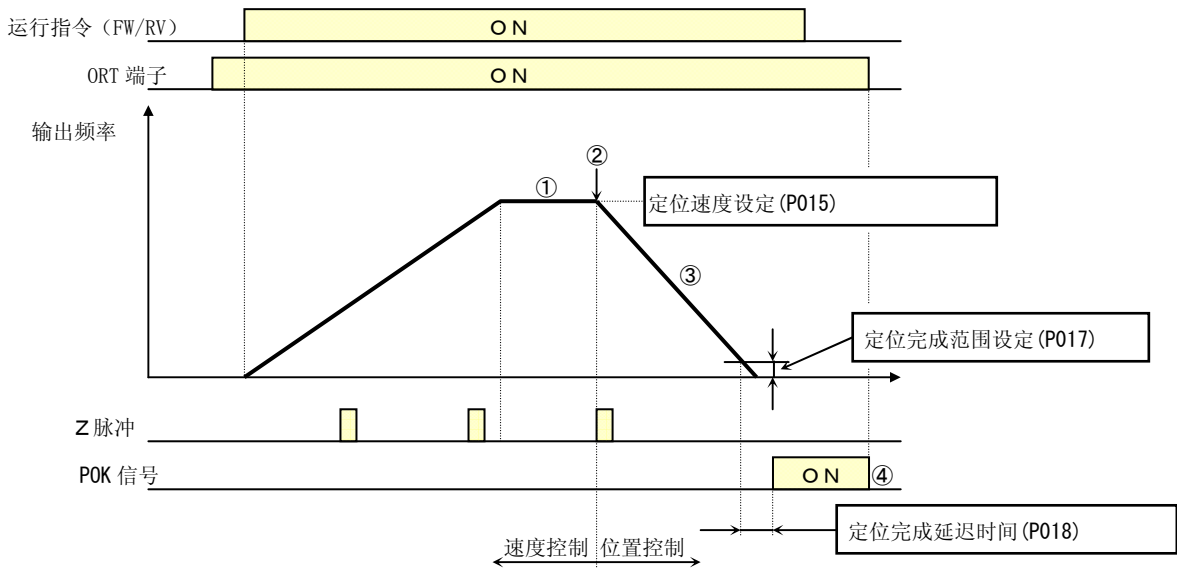 运行指令（FW/RV）
ON
ORT 端子
ON
输出频率
②
①
定位速度设定(P015)
③
定位完成范围设定(P017)
Z 脉冲
POK 信号
ON
④
定位完成延迟时间(P018)
速度控制
位置控制